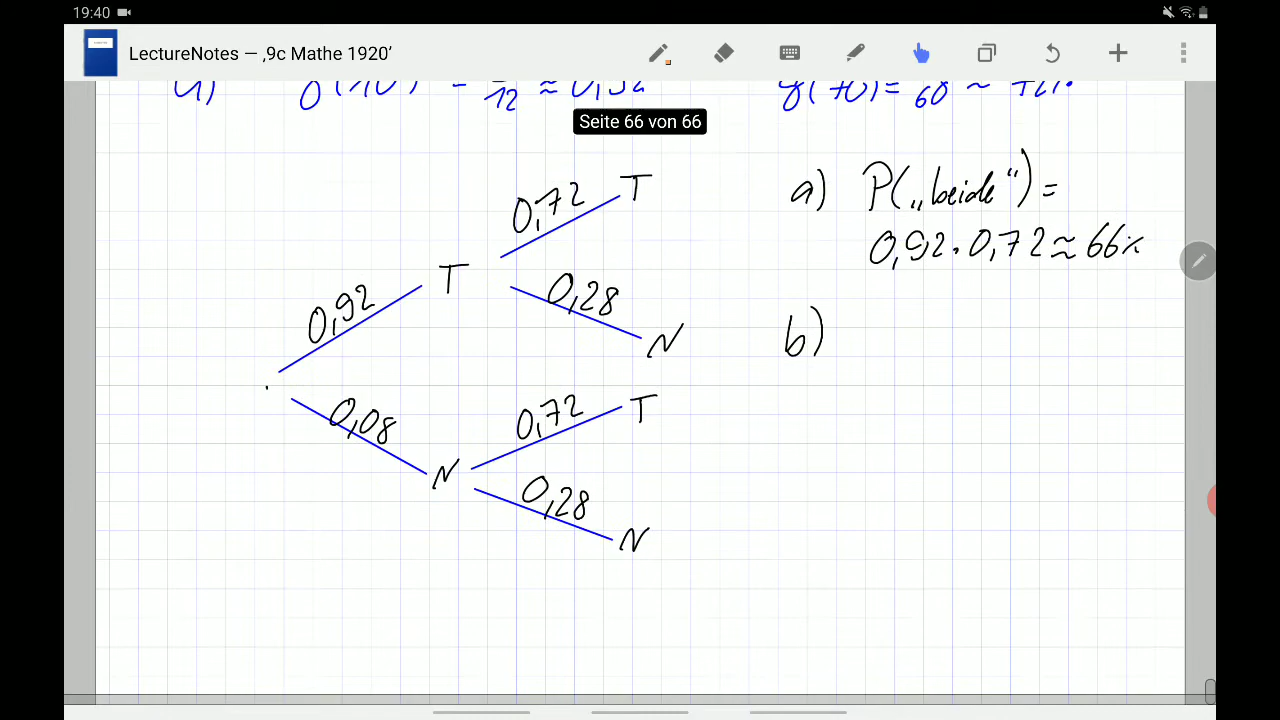 19:40
LectureNotes – ‚9c Mathe 1920’
Seite 66 von 66
0,72 T
a) P(„beide“) =
0,92 · 0,72 ≈ 66%
0,92 T
0,28 N
b)
0,08 N
0,72 T
0,28 N